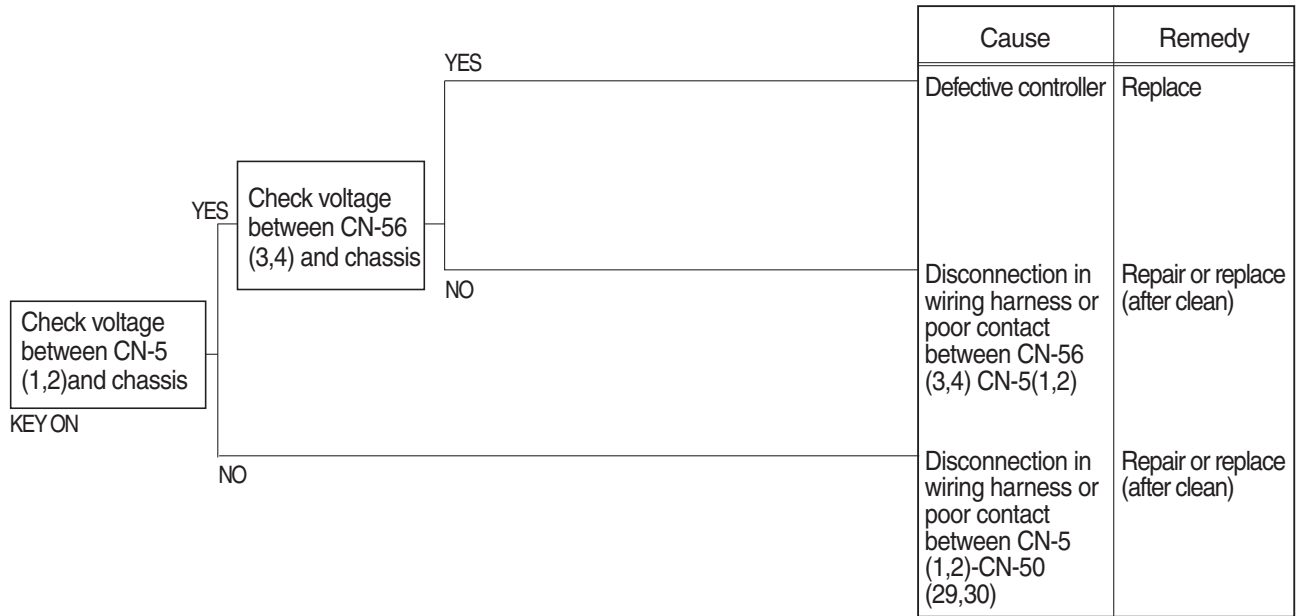 Cause
Remedy
YES
Defective controller
Replace
YES
Check voltage
between CN-56
(3,4) and chassis
NO
Disconnection in
wiring harness or
poor contact
between CN-56
(3,4) CN-5(1,2)
Repair or replace
(after clean)
Check voltage
between CN-5
(1,2)and chassis
KEY ON
NO
Disconnection in
wiring harness or
poor contact
between CN-5
(1,2)-CN-50
(29,30)
Repair or replace
(after clean)